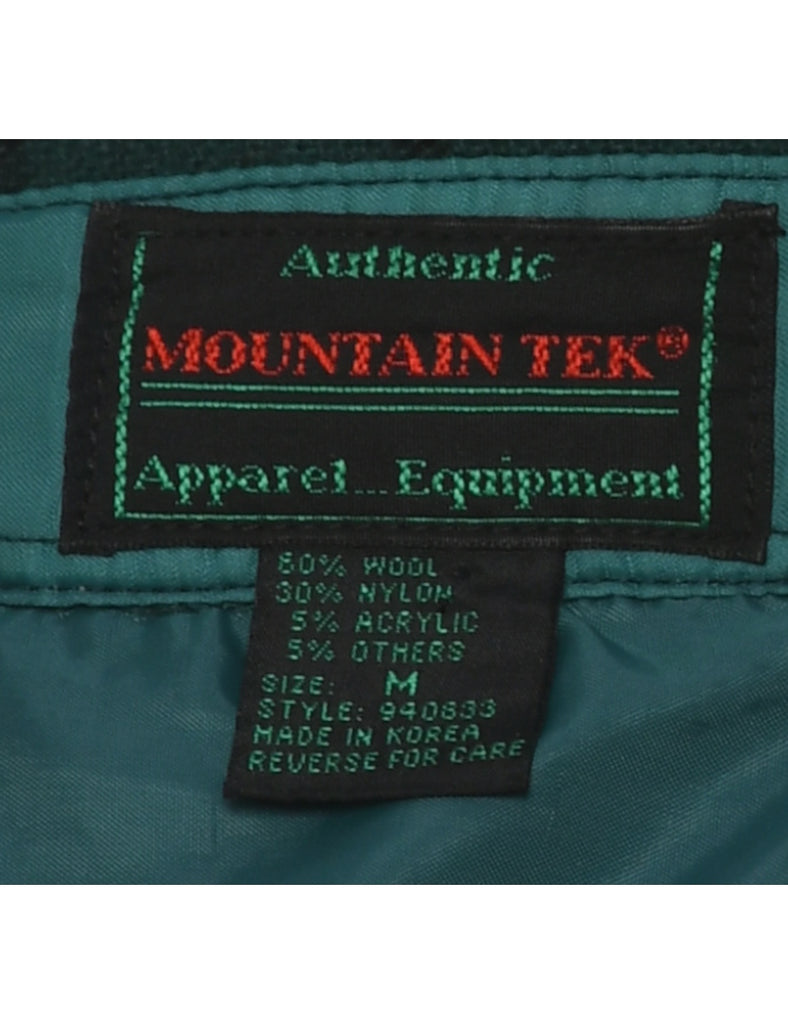 Authentic
MOUNTAIN TEK®
Apparel...Equipment
60% WOOL
30% NYLON
5% ACRYLIC
5% OTHERS
SIZE: M
STYLE: 940633
MADE IN KOREA
REVERSE FOR CARE